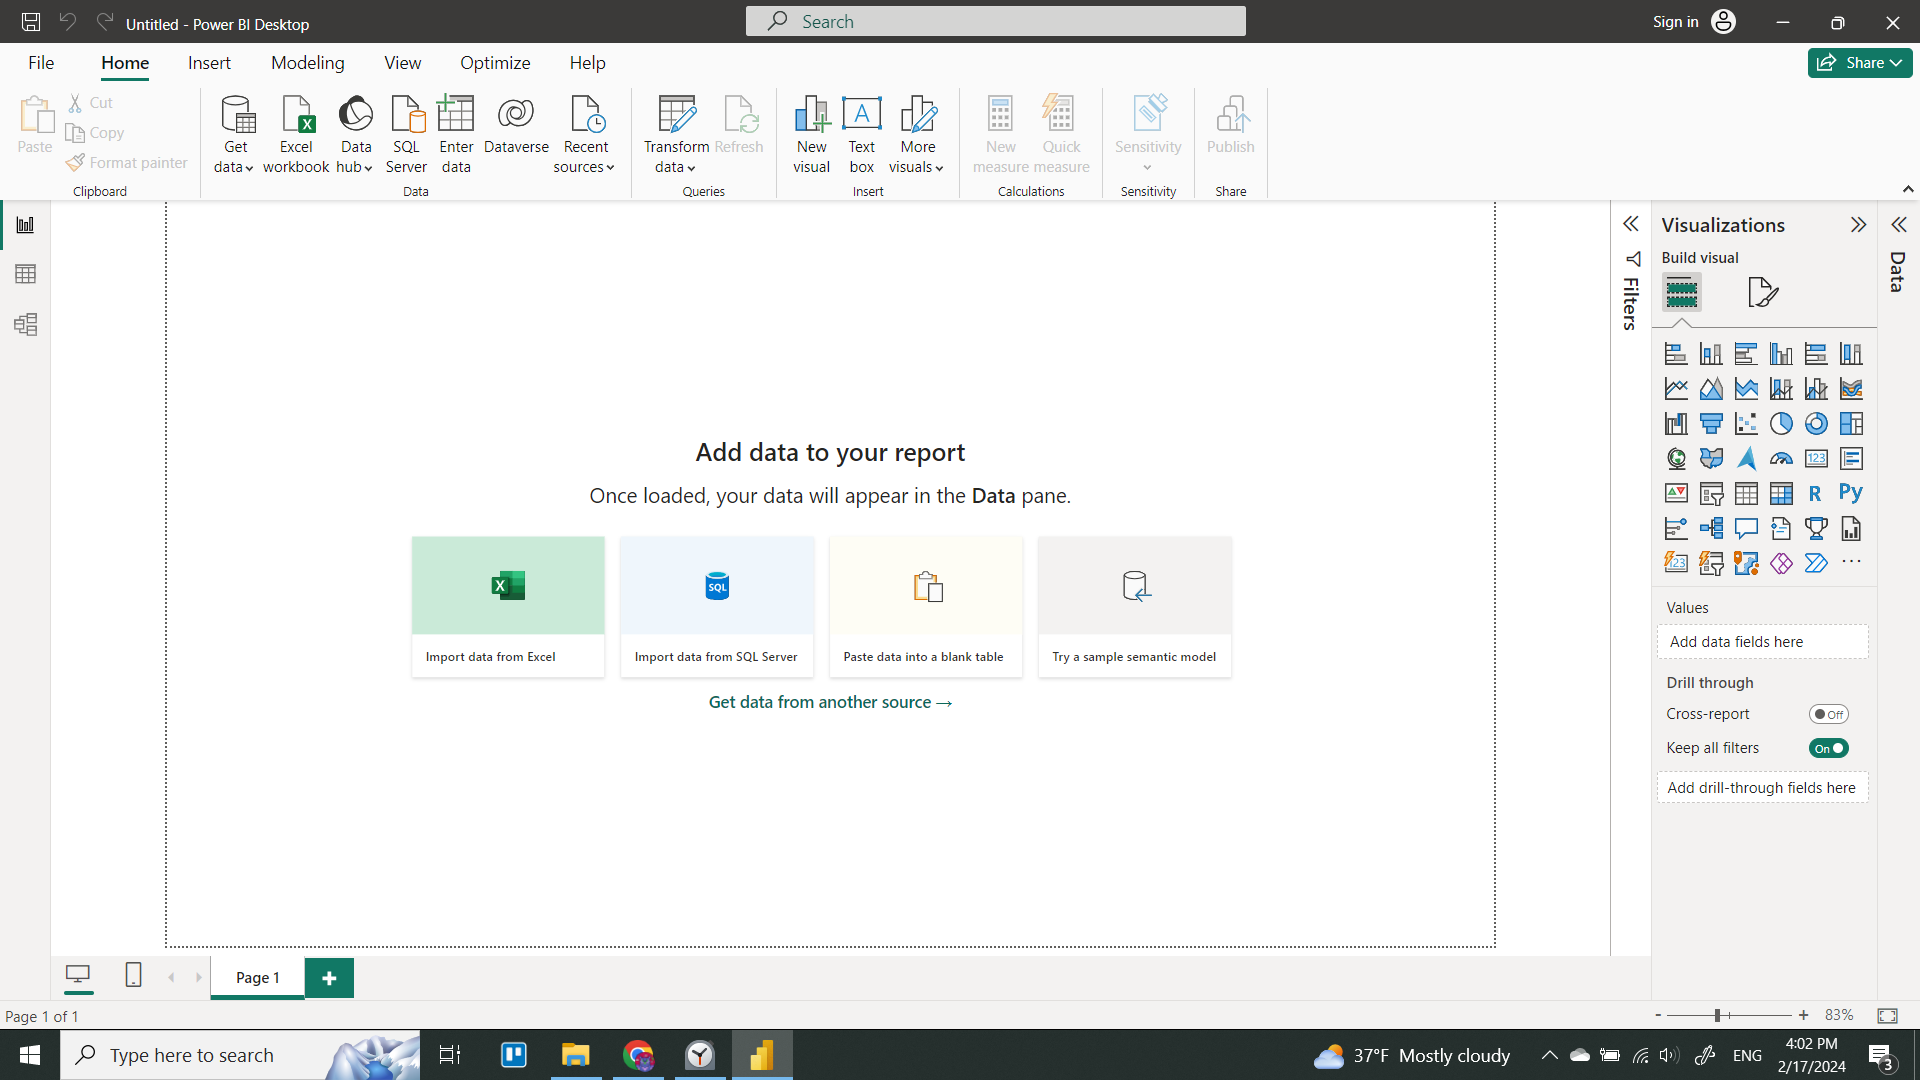 Untitled - Power BI Desktop
Search
Sign in
File
Home
Insert
Modeling
View
Optimize
Help
Share
Paste
Cut
Copy
Format painter
Clipboard
Get data
Excel workbook
Data hub
SQL Server
Enter data
Dataverse
Recent sources
Data
Transform data
Refresh
Queries
New visual
Text box
More visuals
Insert
New measure
Quick measure
Calculations
Sensitivity
Sensitivity
Publish
Share
Add data to your report
Once loaded, your data will appear in the Data pane.
SQL
Import data from Excel
Import data from SQL Server
Paste data into a blank table
Try a sample semantic model
Get data from another source →
Filters
Visualizations
Data
Build visual
123
R
Py
123
Values
Add data fields here
Drill through
Cross-report
Off
Keep all filters
On
Add drill-through fields here
Page 1
Page 1 of 1
- + 83%
Type here to search
37°F Mostly cloudy
ENG
4:02 PM
2/17/2024
3